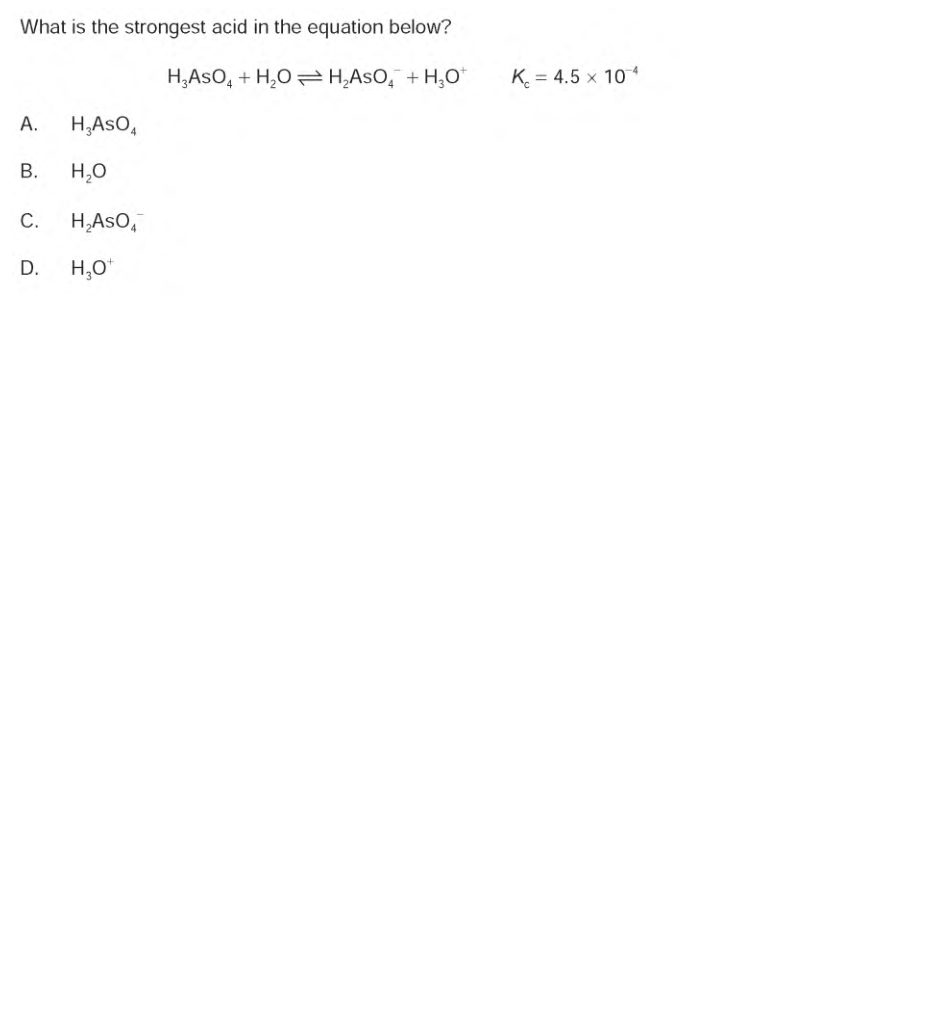 What is the strongest acid in the equation below?
H₃AsO₄ + H₂O ⇌ H₂AsO₄⁻ + H₃O⁺ K꜀ = 4.5 × 10⁻⁴
A. H₃AsO₄
B. H₂O
C. H₂AsO₄⁻
D. H₃O⁺